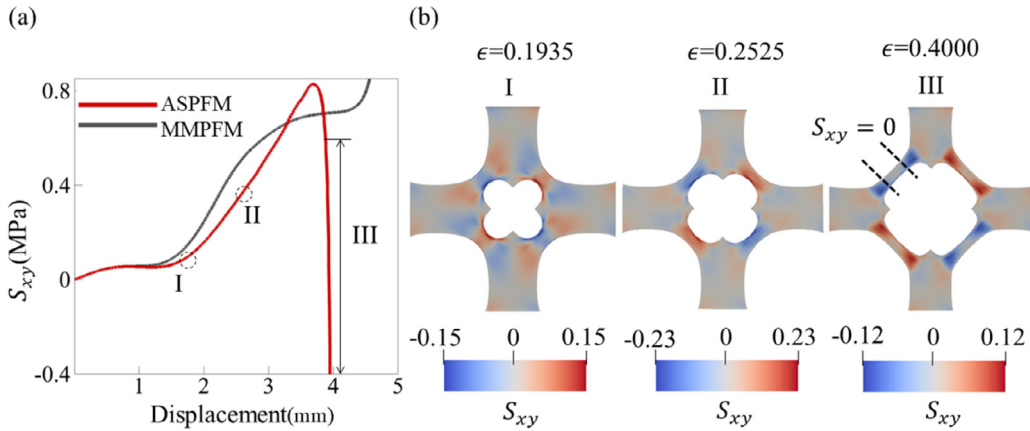 (a)
S_xy(MPa)
0.8
0.4
0
-0.4
ASPFM
MMPFM
I
II
III
1 2 3 4 5
Displacement(mm)
(b)
ϵ=0.1935 ϵ=0.2525 ϵ=0.4000
I II III
S_xy = 0
-0.15 0 0.15 -0.23 0 0.23 -0.12 0 0.12
S_xy S_xy S_xy